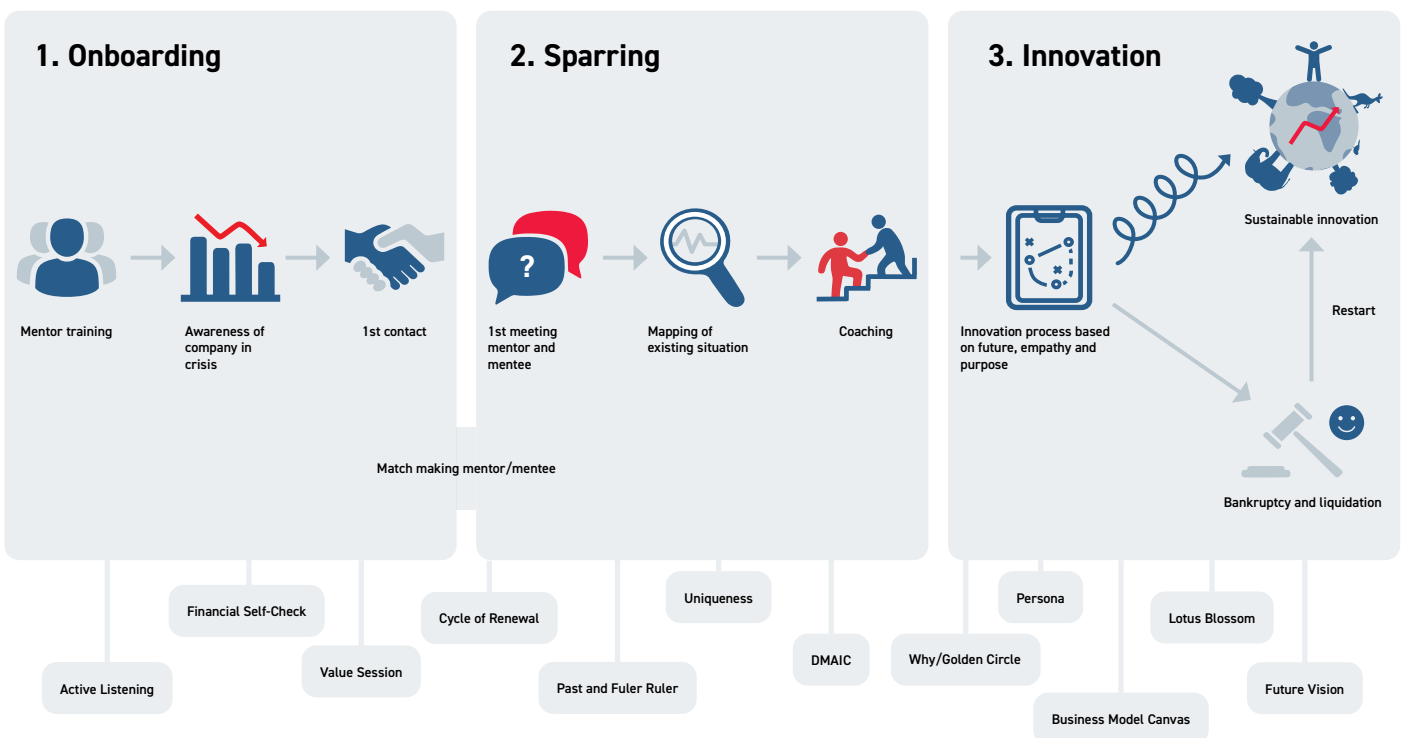 1. Onboarding
Mentor training
Awareness of
company in
crisis
1st contact
2. Sparring
?
1st meeting
mentor and
mentee
Mapping of
existing situation
Coaching
3. Innovation
Innovation process based
on future, empathy and
purpose
Sustainable innovation
Restart
Bankruptcy and liquidation
Match making mentor/mentee
Active Listening
Financial Self-Check
Value Session
Cycle of Renewal
Past and Fuler Ruler
Uniqueness
DMAIC
Why/Golden Circle
Persona
Business Model Canvas
Lotus Blossom
Future Vision